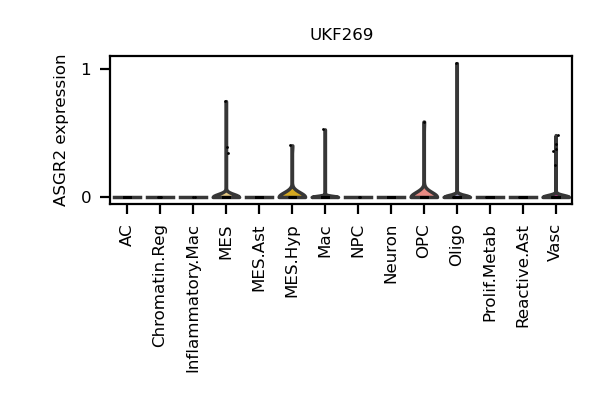 UKF269
ASGR2 expression
1
0
AC
Chromatin.Reg
Inflammatory.Mac
MES
MES.Ast
MES.Hyp
Mac
NPC
Neuron
OPC
Oligo
Prolif.Metab
Reactive.Ast
Vasc